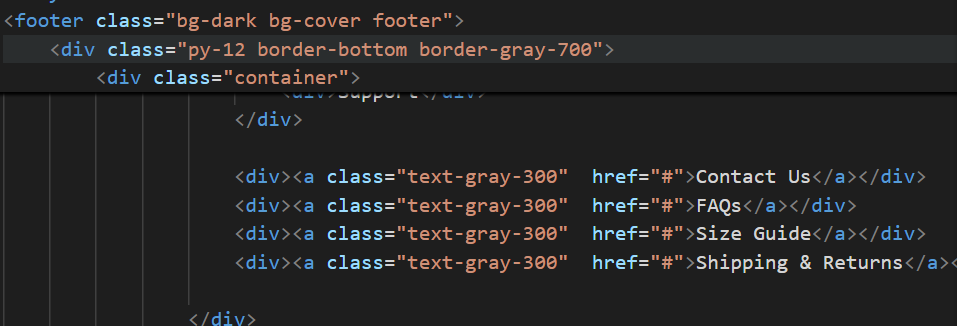 <footer class="bg-dark bg-cover footer">
<div class="py-12 border-bottom border-gray-700">
<div class="container">
<div>Support</div>
</div>
<div><a class="text-gray-300"  href="#">Contact Us</a></div>
<div><a class="text-gray-300"  href="#">FAQs</a></div>
<div><a class="text-gray-300"  href="#">Size Guide</a></div>
<div><a class="text-gray-300"  href="#">Shipping & Returns</a><
</div>